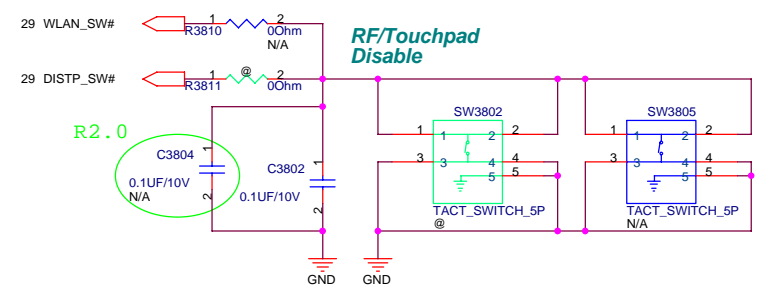 29 WLAN_SW#
1
2
R3810
0Ohm
N/A
RF/Touchpad
Disable
29 DISTP_SW#
1
@
2
R3811
0Ohm
R2.0
C3804
1
0.1UF/10V
2
N/A
C3802
1
0.1UF/10V
2
SW3802
1 1 2 2
3 3 4 4
5 5
TACT_SWITCH_5P
@
SW3805
1 1 2 2
3 3 4 4
5 5
TACT_SWITCH_5P
N/A
GND
GND